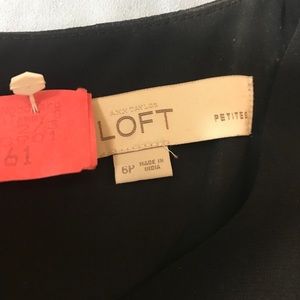 ANN TAYLOR
LOFT
PETITES
6P
MADE IN
INDIA
61